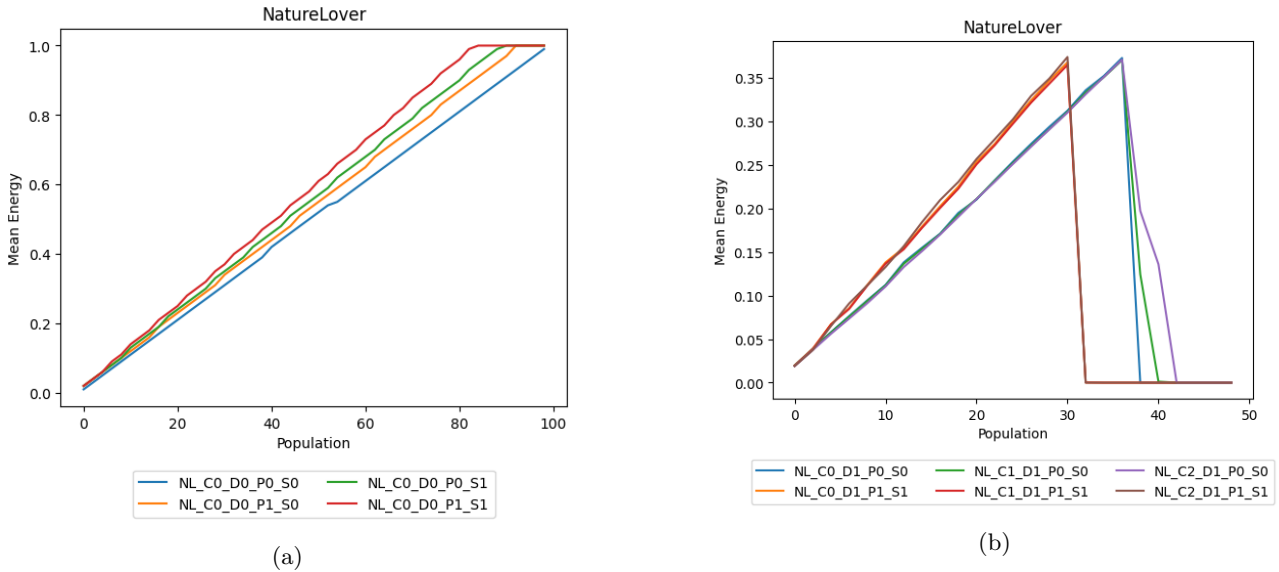 NatureLover
1.0
0.8
0.6
0.4
0.2
0.0
Mean Energy
0 20 40 60 80 100
Population
NL_C0_D0_P0_S0 NL_C0_D0_P0_S1
NL_C0_D0_P1_S0 NL_C0_D0_P1_S1
(a)
NatureLover
0.35
0.30
0.25
0.20
0.15
0.10
0.05
0.00
Mean Energy
0 10 20 30 40 50
Population
NL_C0_D1_P0_S0 NL_C1_D1_P0_S0 NL_C2_D1_P0_S0
NL_C0_D1_P1_S1 NL_C1_D1_P1_S1 NL_C2_D1_P1_S1
(b)